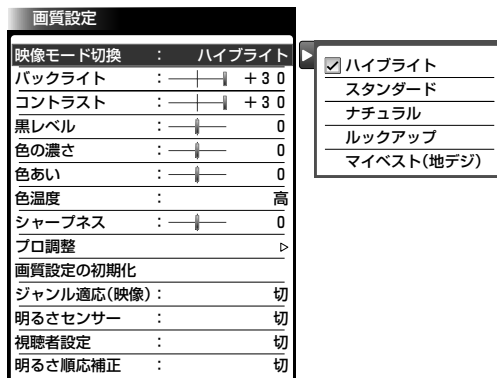 画質設定
映像モード切換 : ハイブライト
バックライト : +30
コントラスト : +30
黒レベル : 0
色の濃さ : 0
色あい : 0
色温度 : 高
シャープネス : 0
プロ調整 ▷
画質設定の初期化
ジャンル適応(映像) : 切
明るさセンサー : 切
視聴者設定 : 切
明るさ順応補正 : 切
ハイブライト
スタンダード
ナチュラル
ルックアップ
マイベスト(地デジ)